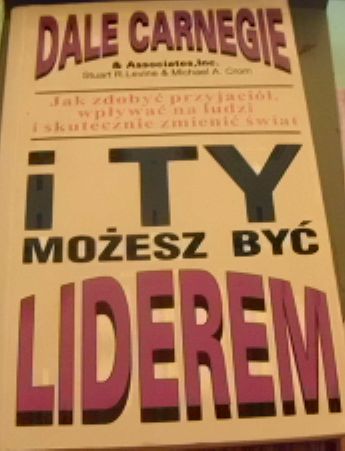 DALE CARNEGIE
& Associates, Inc.
Stuart R. Levine & Michael A. Crom
Jak zdobyć przyjaciół,
wpływać na ludzi
i skutecznie zmienić świat
i TY
MOŻESZ BYĆ
LIDEREM